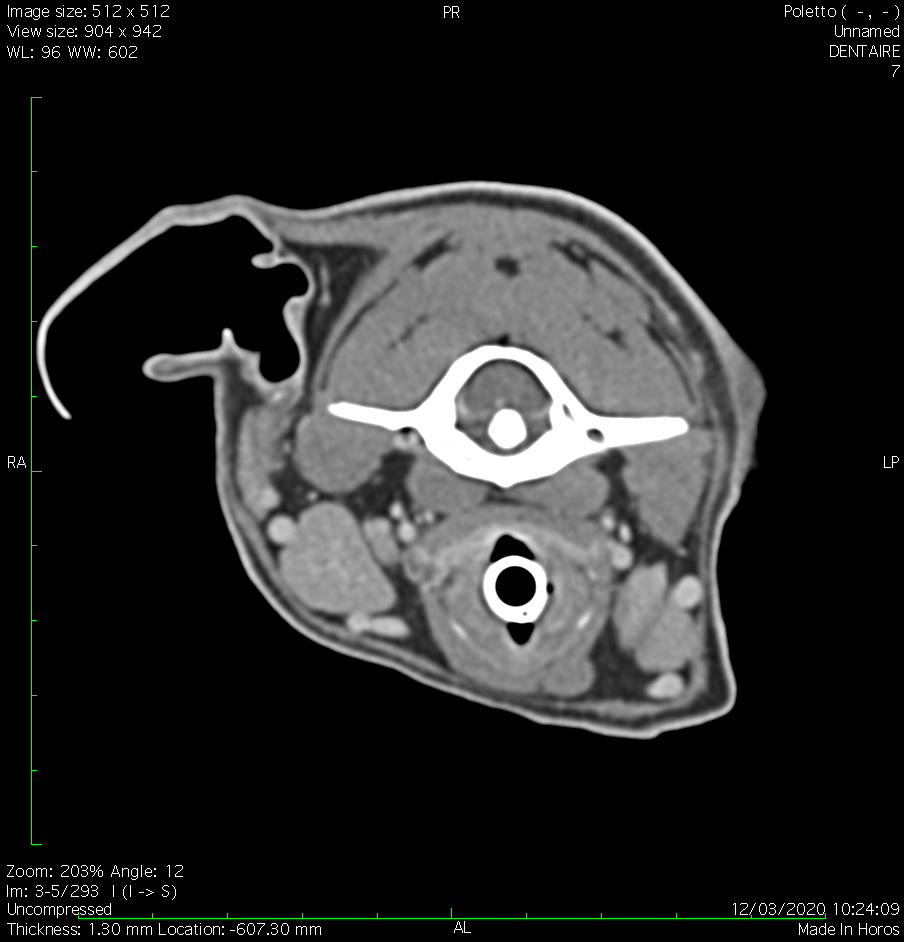 Image size: 512 x 512
View size: 904 x 942
WL: 96 WW: 602
PR
Poletto ( -, - )
Unnamed
DENTAIRE
7
RA
LP
Zoom: 203% Angle: 12
Im: 3-5/293 I (I -> S)
Uncompressed
Thickness: 1.30 mm Location: -607.30 mm
AL
12/03/2020 10:24:09
Made In Horos